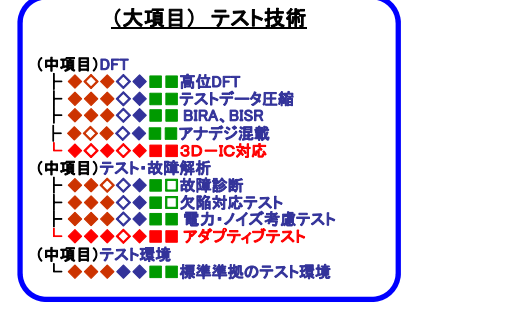 (大項目) テスト技術
(中項目)DFT
├ ◆◇◆◇◆■■高位DFT
├ ◆◆◆◇◆■■テストデータ圧縮
├ ◆◆◆◇◆■■ BIRA、BISR
├ ◆◇◆◇◆■■アナデジ混載
└ ◆◇◆◇◆■■3D-IC対応
(中項目)テスト・故障解析
├ ◆◆◇◇◆■□故障診断
├ ◆◆◆◇◆■□欠陥対応テスト
├ ◆◆◆◇◆■■ 電力・ノイズ考慮テスト
└ ◆◆◆◇◆■■ アダプティブテスト
(中項目)テスト環境
└ ◆◆◆◆◆■■標準準拠のテスト環境